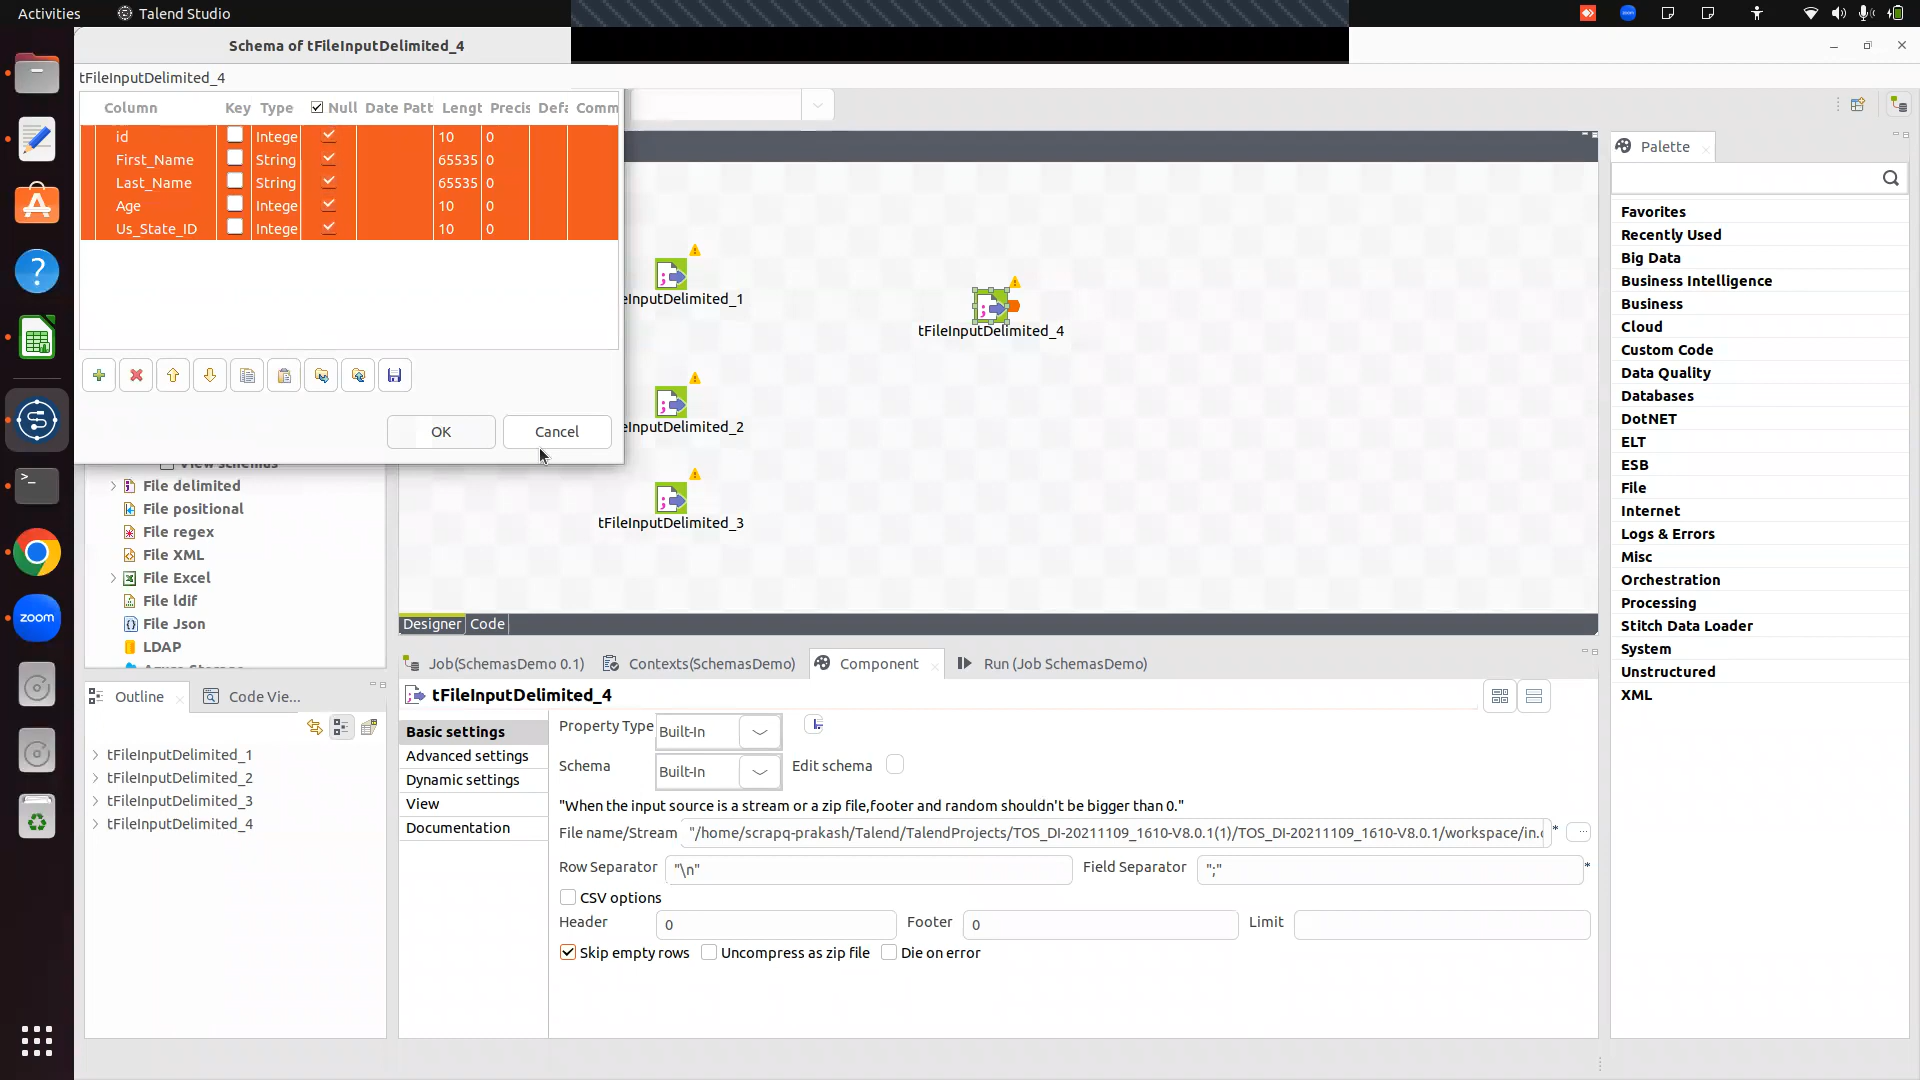 Activities
Talend Studio
Schema of tFileInputDelimited_4
tFileInputDelimited_4
Column Key Type Null Date Patt Lengt Precis Defa Comm
id Intege 10 0
First_Name String 65535 0
Last_Name String 65535 0
Age Intege 10 0
Us_State_ID Intege 10 0
OK
Cancel
File delimited
File positional
File regex
File XML
File Excel
File ldif
File Json
LDAP
eInputDelimited_1
eInputDelimited_2
tFileInputDelimited_3
tFileInputDelimited_4
Designer Code
Palette
Favorites
Recently Used
Big Data
Business Intelligence
Business
Cloud
Custom Code
Data Quality
Databases
DotNET
ELT
ESB
File
Internet
Logs & Errors
Misc
Orchestration
Processing
Stitch Data Loader
System
Unstructured
XML
Outline Code Vie...
tFileInputDelimited_1
tFileInputDelimited_2
tFileInputDelimited_3
tFileInputDelimited_4
Job(SchemasDemo 0.1) Contexts(SchemasDemo) Component Run (Job SchemasDemo)
tFileInputDelimited_4
Basic settings
Advanced settings
Dynamic settings
View
Documentation
Property Type Built-In
Schema Built-In Edit schema
"When the input source is a stream or a zip file,footer and random shouldn't be bigger than 0."
File name/Stream "/home/scrapq-prakash/Talend/TalendProjects/TOS_DI-20211109_1610-V8.0.1(1)/TOS_DI-20211109_1610-V8.0.1/workspace/in. * ...
Row Separator "\n" Field Separator ";" *
CSV options
Header 0 Footer 0 Limit
Skip empty rows Uncompress as zip file Die on error
zoom